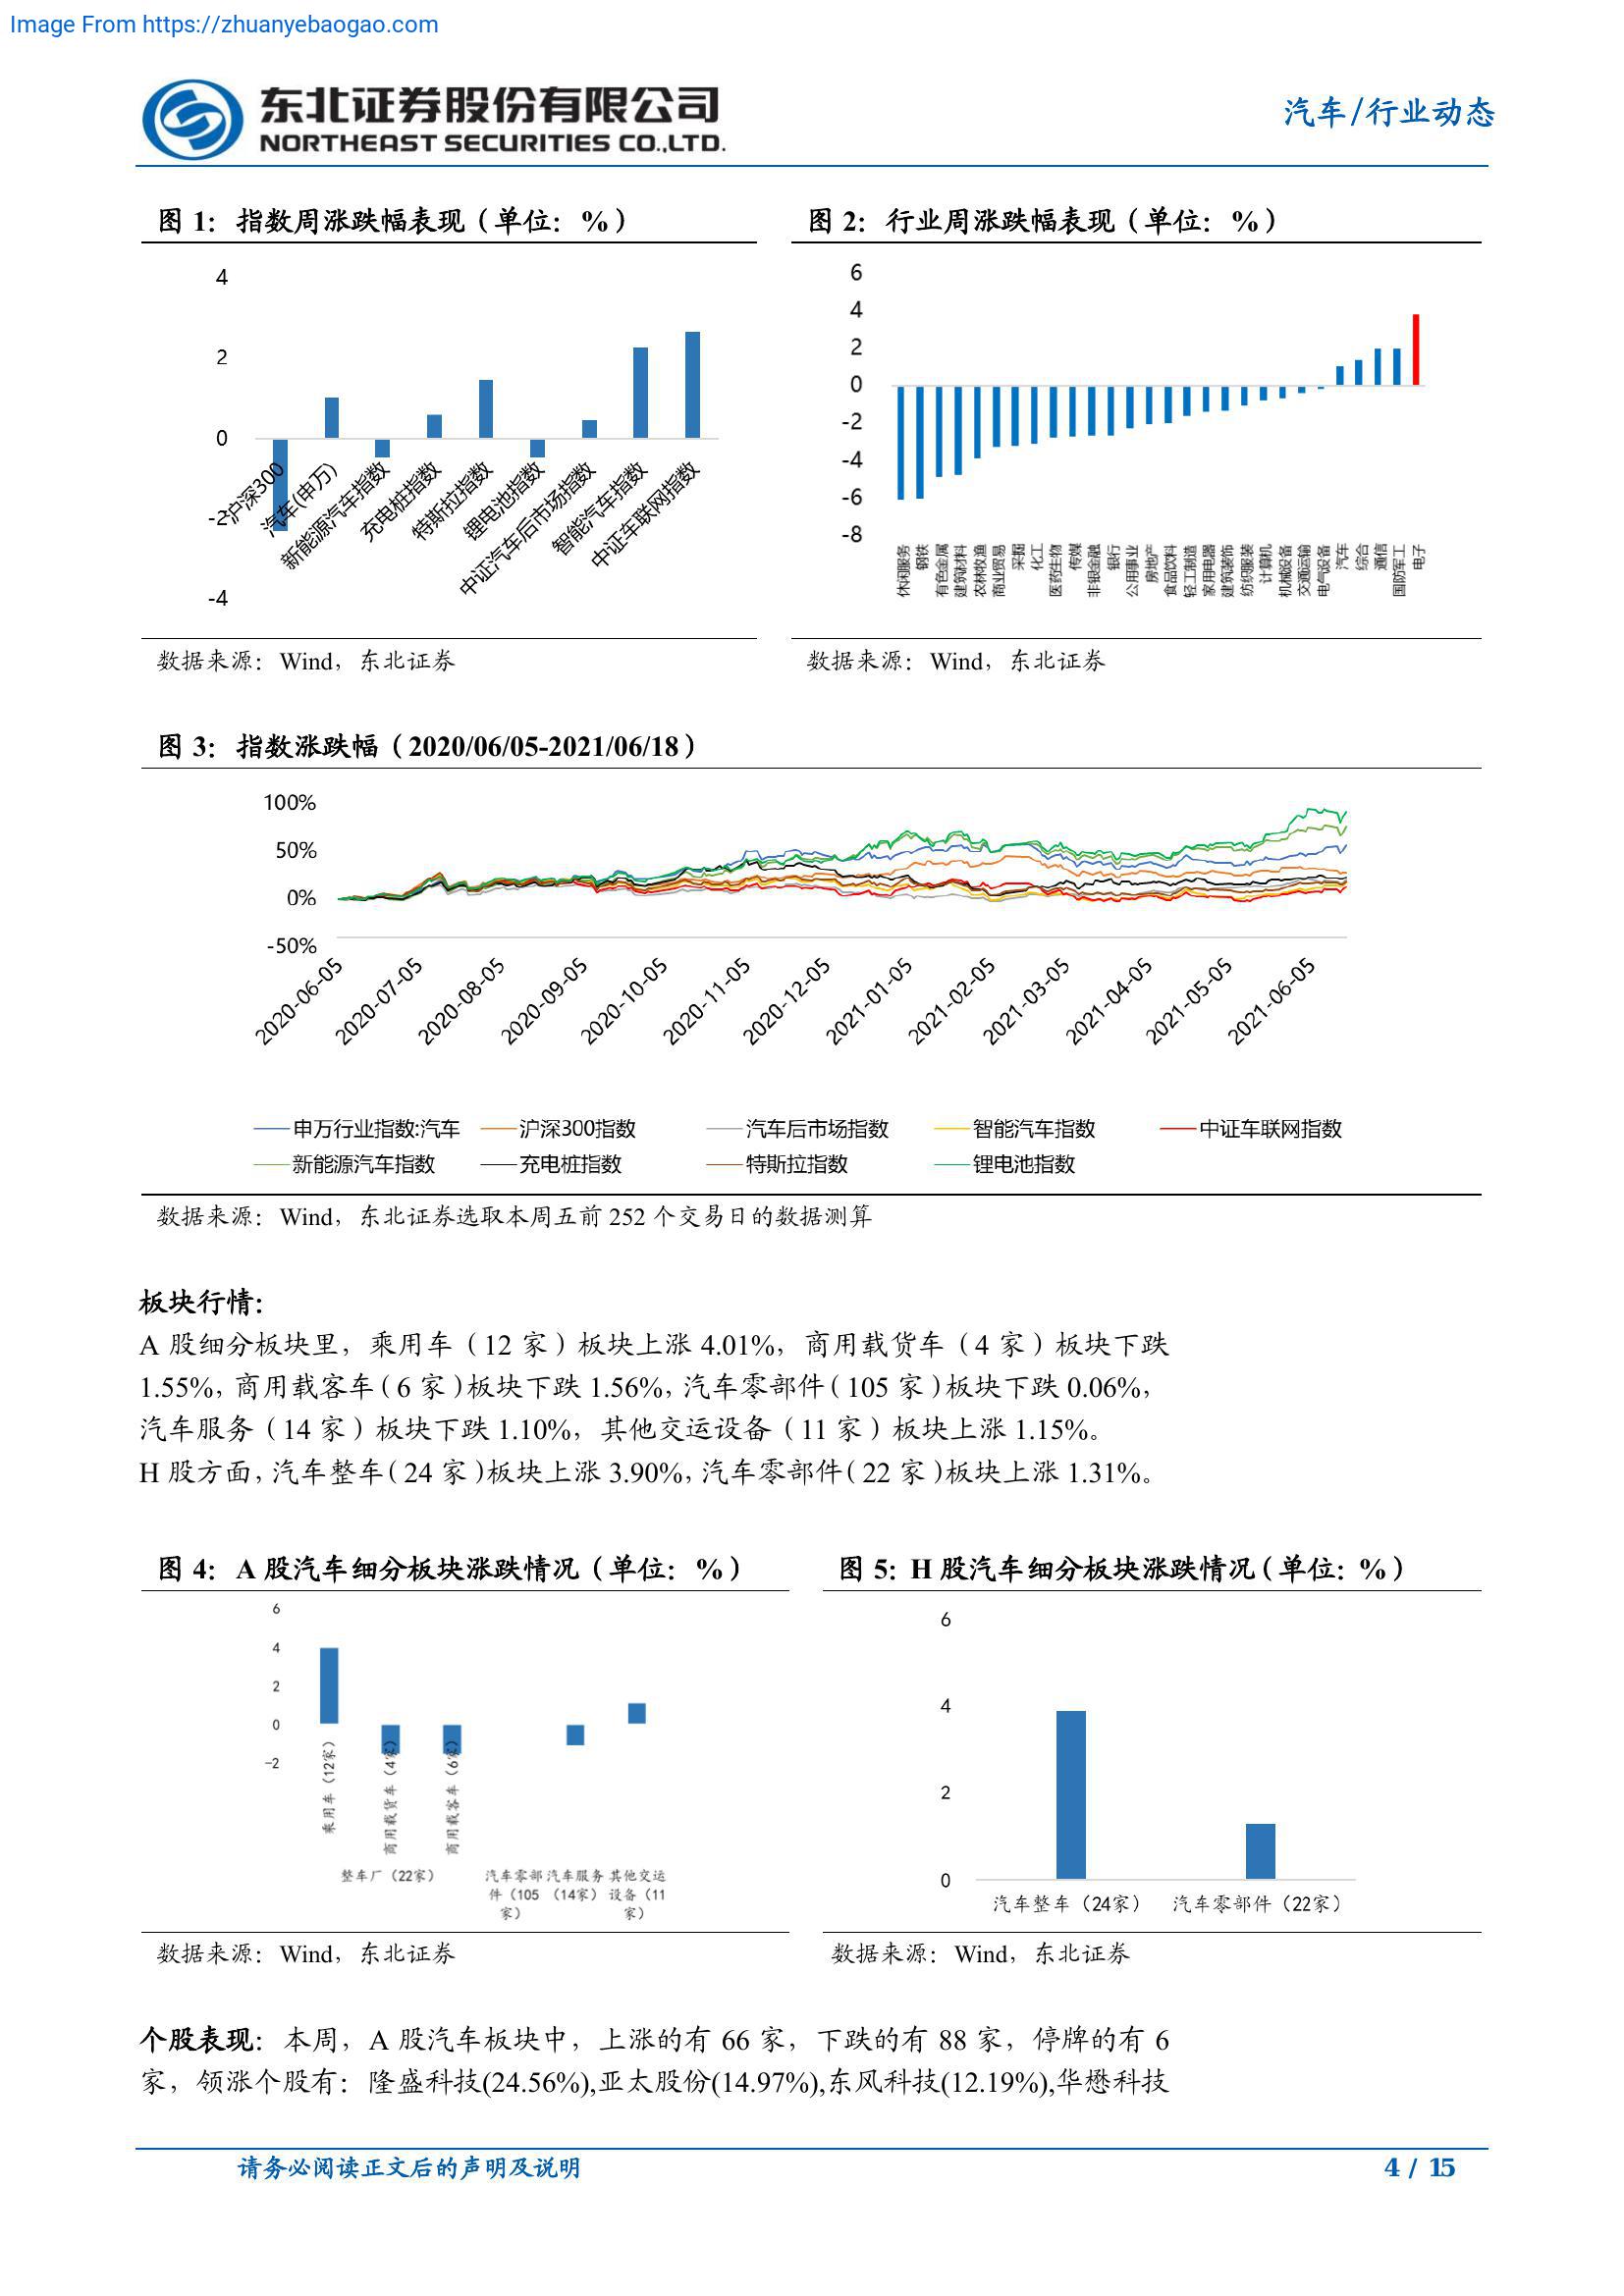 Image From https://zhuanyebaogao.com
东北证券股份有限公司
NORTHEAST SECURITIES CO.,LTD.
汽车/行业动态
图 1：指数周涨跌幅表现（单位：%）
4
2
0
-2
-4
沪深300
汽车(申万)
新能源汽车指数
充电桩指数
特斯拉指数
锂电池指数
中证汽车后市场指数
智能汽车指数
中证车联网指数
数据来源：Wind，东北证券
图 2：行业周涨跌幅表现（单位：%）
6
4
2
0
-2
-4
-6
-8
休闲服务
钢铁
有色金属
建筑材料
农林牧渔
商业贸易
采掘
化工
医药生物
传媒
非银金融
银行
公用事业
房地产
食品饮料
轻工制造
家用电器
建筑装饰
纺织服装
计算机
机械设备
交通运输
电气设备
汽车
综合
通信
国防军工
电子
数据来源：Wind，东北证券
图 3：指数涨跌幅（2020/06/05-2021/06/18）
100%
50%
0%
-50%
2020-06-05
2020-07-05
2020-08-05
2020-09-05
2020-10-05
2020-11-05
2020-12-05
2021-01-05
2021-02-05
2021-03-05
2021-04-05
2021-05-05
2021-06-05
申万行业指数:汽车 沪深300指数 汽车后市场指数 智能汽车指数 中证车联网指数
新能源汽车指数 充电桩指数 特斯拉指数 锂电池指数
数据来源：Wind，东北证券选取本周五前 252 个交易日的数据测算
板块行情：
A 股细分板块里，乘用车（12 家）板块上涨 4.01%，商用载货车（4 家）板块下跌
1.55%，商用载客车（6 家）板块下跌 1.56%，汽车零部件（105 家）板块下跌 0.06%，
汽车服务（14 家）板块下跌 1.10%，其他交运设备（11 家）板块上涨 1.15%。
H 股方面，汽车整车（24 家）板块上涨 3.90%，汽车零部件（22 家）板块上涨 1.31%。
图 4：A 股汽车细分板块涨跌情况（单位：%）
6
4
2
0
-2
乘用车（12家）
商用载货车（4家）
商用载客车（6家）
整车厂（22家）
汽车零部件（105家）
汽车服务（14家）
其他交运设备（11家）
数据来源：Wind，东北证券
图 5：H 股汽车细分板块涨跌情况（单位：%）
6
4
2
0
汽车整车（24家） 汽车零部件（22家）
数据来源：Wind，东北证券
个股表现：本周，A 股汽车板块中，上涨的有 66 家，下跌的有 88 家，停牌的有 6
家，领涨个股有：隆盛科技(24.56%),亚太股份(14.97%),东风科技(12.19%),华懋科技
请务必阅读正文后的声明及说明
4 / 15